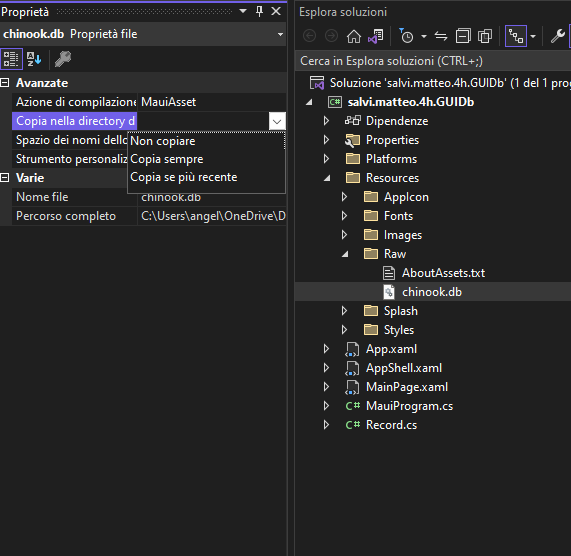 Proprietà
chinook.db Proprietà file
Avanzate
Azione di compilazione MauiAsset
Copia nella directory d
Non copiare
Copia sempre
Copia se più recente
Spazio dei nomi dello
Strumento personaliz
Varie
Nome file chinook.db
Percorso completo C:\Users\angel\OneDrive\D
Esplora soluzioni
Cerca in Esplora soluzioni (CTRL+;)
Soluzione 'salvi.matteo.4h.GUIDb' (1 di 1 prog
salvi.matteo.4h.GUIDb
Dipendenze
Properties
Platforms
Resources
AppIcon
Fonts
Images
Raw
AboutAssets.txt
chinook.db
Splash
Styles
App.xaml
AppShell.xaml
MainPage.xaml
C# MauiProgram.cs
C# Record.cs